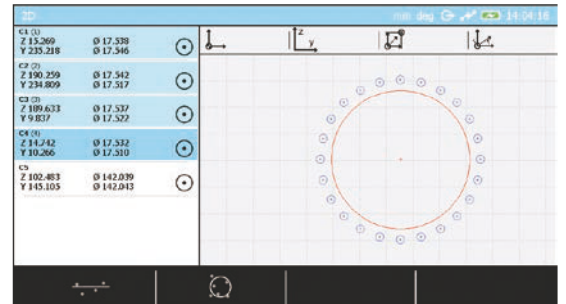 2D mm deg 14:04:16
C1 (1)
Z 15.269 Ø 17.538
Y 235.218 Ø 17.546
C2 (2)
Z 190.259 Ø 17.542
Y 234.809 Ø 17.517
C3 (3)
Z 189.633 Ø 17.537
Y 9.837 Ø 17.522
C4 (4)
Z 14.742 Ø 17.532
Y 10.266 Ø 17.510
C5
Z 102.483 Ø 142.039
Y 145.105 Ø 142.043
z
y